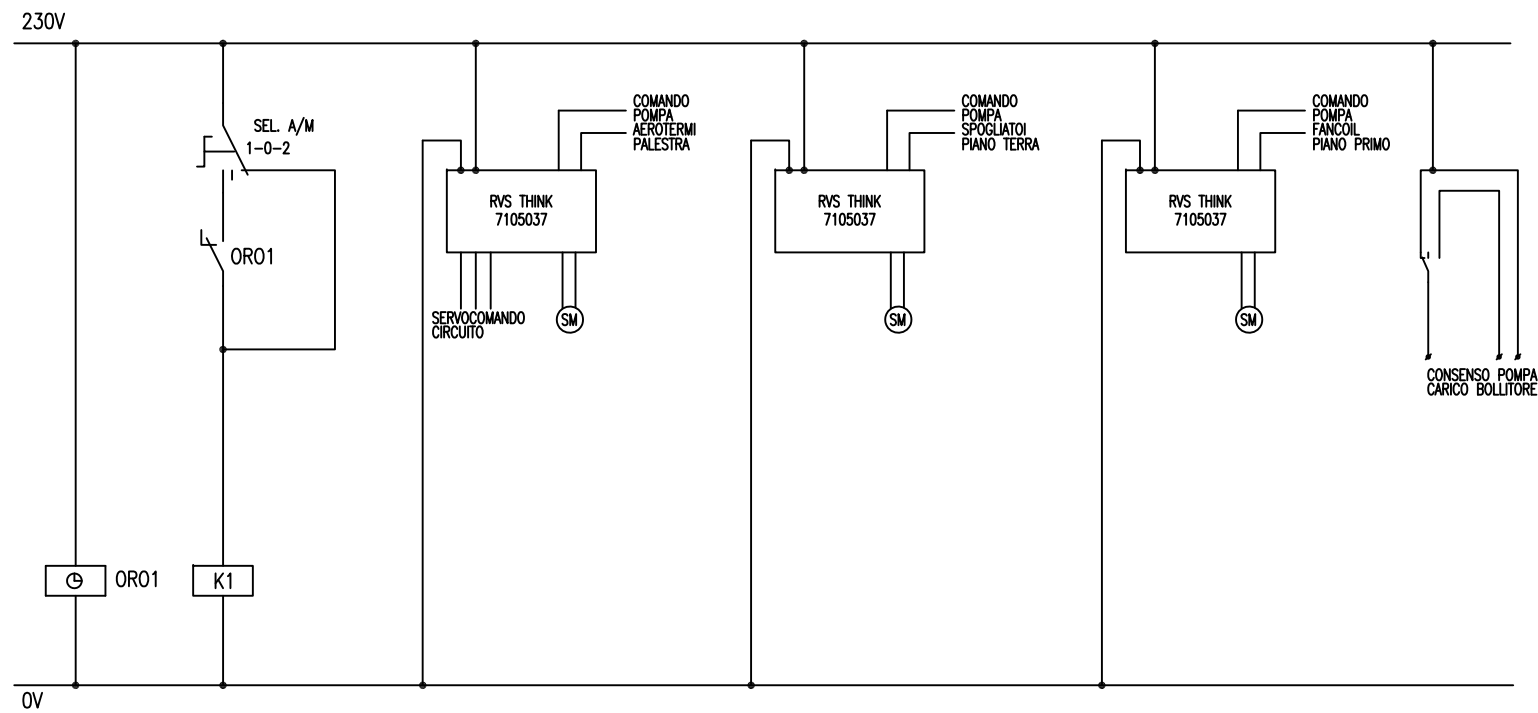 230V
SEL. A/M
1-0-2
ORO1
COMANDO
POMPA
AEROTERMI
PALESTRA
RVS THINK
7105037
SERVOCOMANDO
CIRCUITO
SM
COMANDO
POMPA
SPOGLIATOI
PIANO TERRA
RVS THINK
7105037
SM
COMANDO
POMPA
FANCOIL
PIANO PRIMO
RVS THINK
7105037
SM
CONSENSO POMPA
CARICO BOLLITORE
ORO1
K1
0V